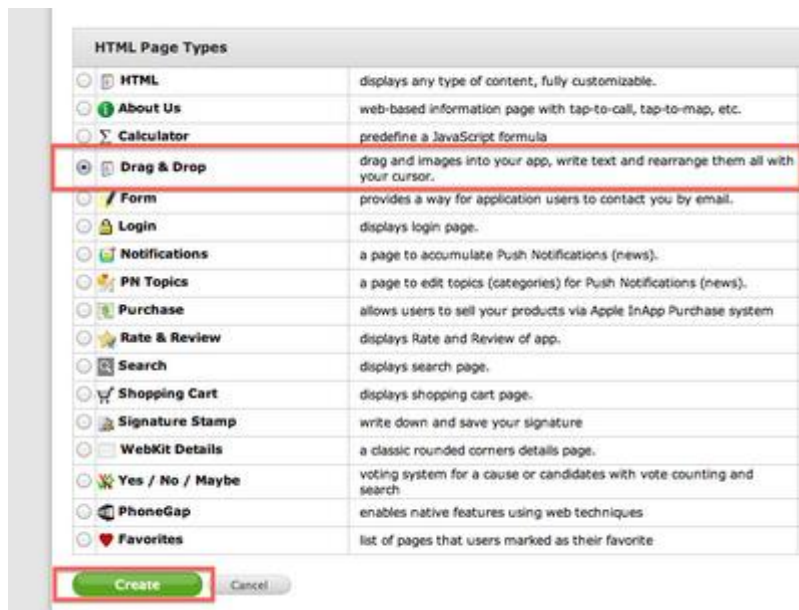 HTML Page Types
HTML displays any type of content, fully customizable.
About Us web-based information page with tap-to-call, tap-to-map, etc.
Calculator predefine a JavaScript formula
Drag & Drop drag and images into your app, write text and rearrange them all with
your cursor.
Form provides a way for application users to contact you by email.
Login displays login page.
Notifications a page to accumulate Push Notifications (news).
PN Topics a page to edit topics (categories) for Push Notifications (news).
Purchase allows users to sell your products via Apple InApp Purchase system
Rate & Review displays Rate and Review of app.
Search displays search page.
Shopping Cart displays shopping cart page.
Signature Stamp write down and save your signature
WebKit Details a classic rounded corners details page.
Yes / No / Maybe voting system for a cause or candidates with vote counting and
search
PhoneGap enables native features using web techniques
Favorites list of pages that users marked as their favorite
Create Cancel